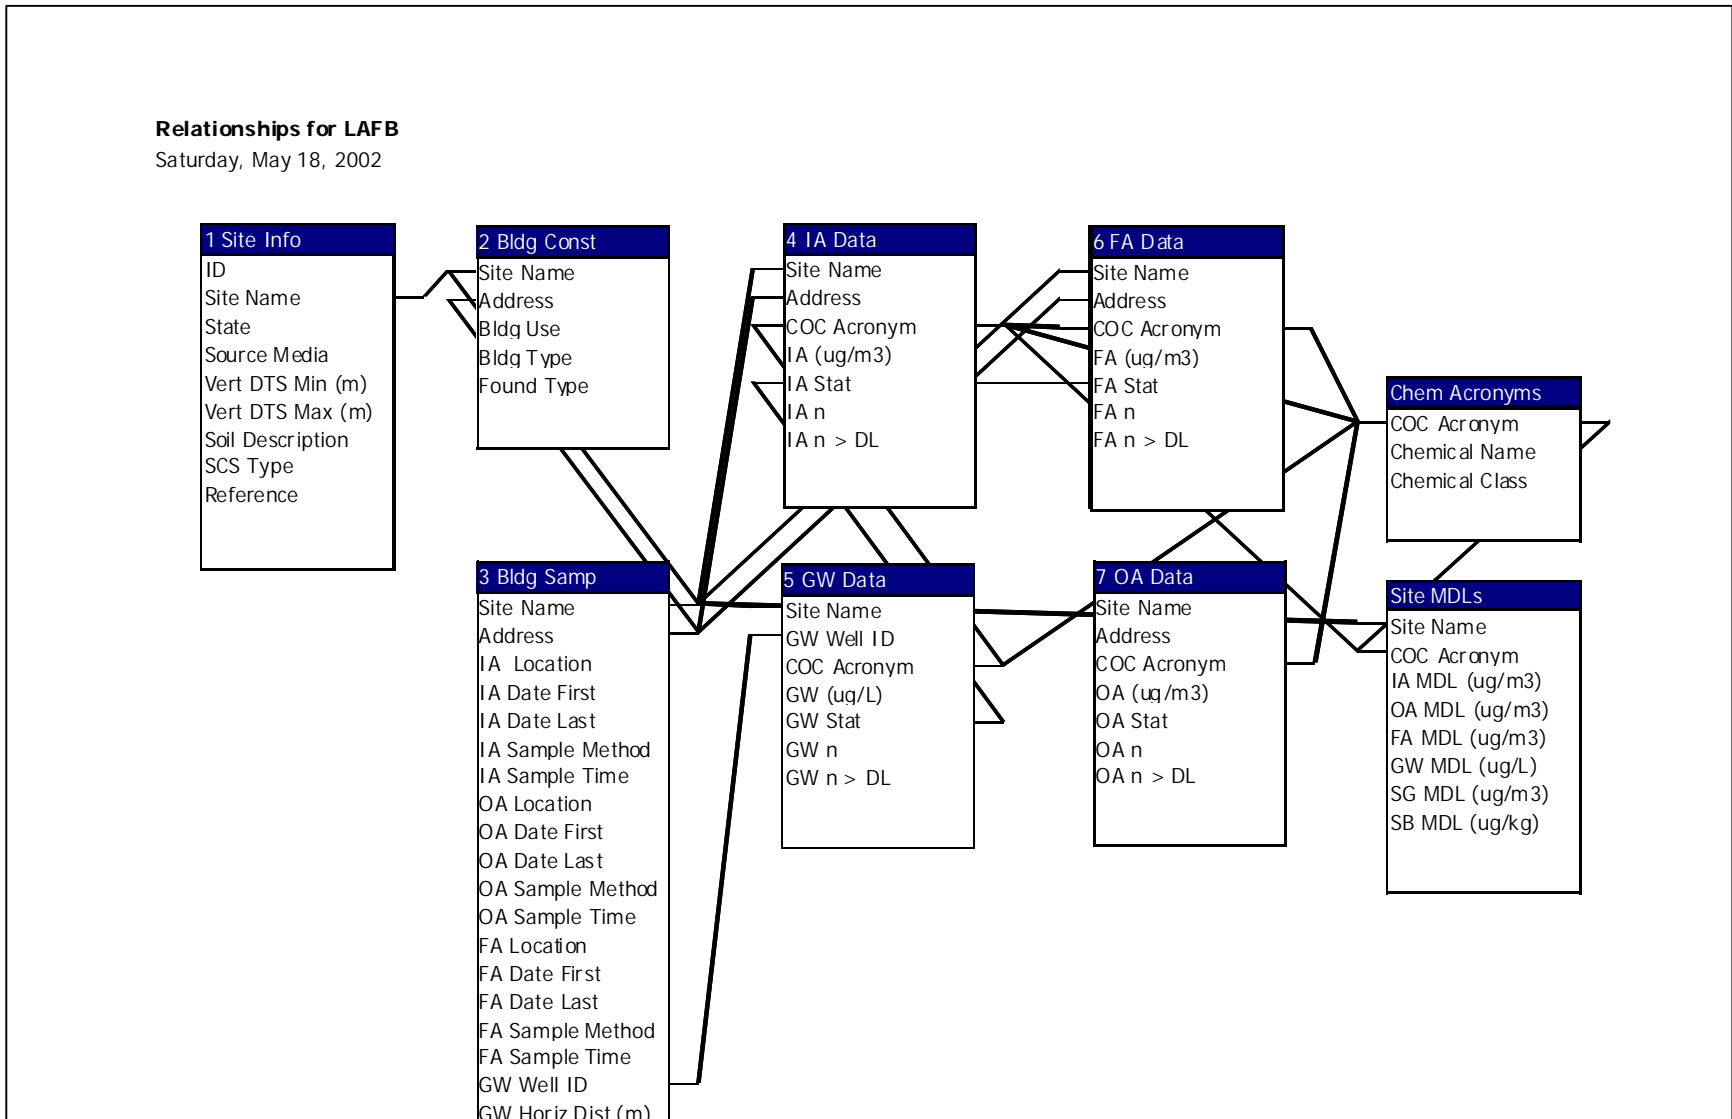 Relationships for LAFB
Saturday, May 18, 2002
1 Site Info
ID
Site Name
State
Source Media
Vert DTS Min (m)
Vert DTS Max (m)
Soil Description
SCS Type
Reference
2 Bldg Const
Site Name
Address
Bldg Use
Bldg Type
Found Type
3 Bldg Samp
Site Name
Address
IA Location
IA Date First
IA Date Last
IA Sample Method
IA Sample Time
OA Location
OA Date First
OA Date Last
OA Sample Method
OA Sample Time
FA Location
FA Date First
FA Date Last
FA Sample Method
FA Sample Time
GW Well ID
GW Horiz Dist (m)
4 IA Data
Site Name
Address
COC Acronym
IA (ug/m3)
IA Stat
IA n
IA n > DL
5 GW Data
Site Name
GW Well ID
COC Acronym
GW (ug/L)
GW Stat
GW n
GW n > DL
6 FA Data
Site Name
Address
COC Acronym
FA (ug/m3)
FA Stat
FA n
FA n > DL
7 OA Data
Site Name
Address
COC Acronym
OA (ug/m3)
OA Stat
OA n
OA n > DL
Chem Acronyms
COC Acronym
Chemical Name
Chemical Class
Site MDLs
Site Name
COC Acronym
IA MDL (ug/m3)
OA MDL (ug/m3)
FA MDL (ug/m3)
GW MDL (ug/L)
SG MDL (ug/m3)
SB MDL (ug/kg)